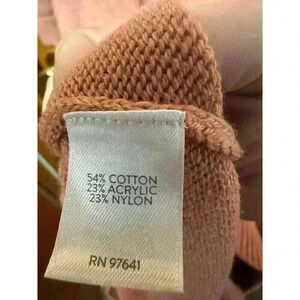 54% COTTON
23% ACRYLIC
23% NYLON
RN 97641